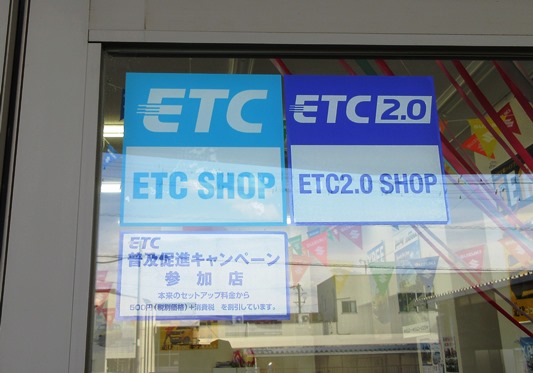 ETC
ETC SHOP
ETC 2.0
ETC2.0 SHOP
ETC
普及促進キャンペーン
参加店
本来のセットアップ料金から
500円(税別価格)+消費税 を割引しています。